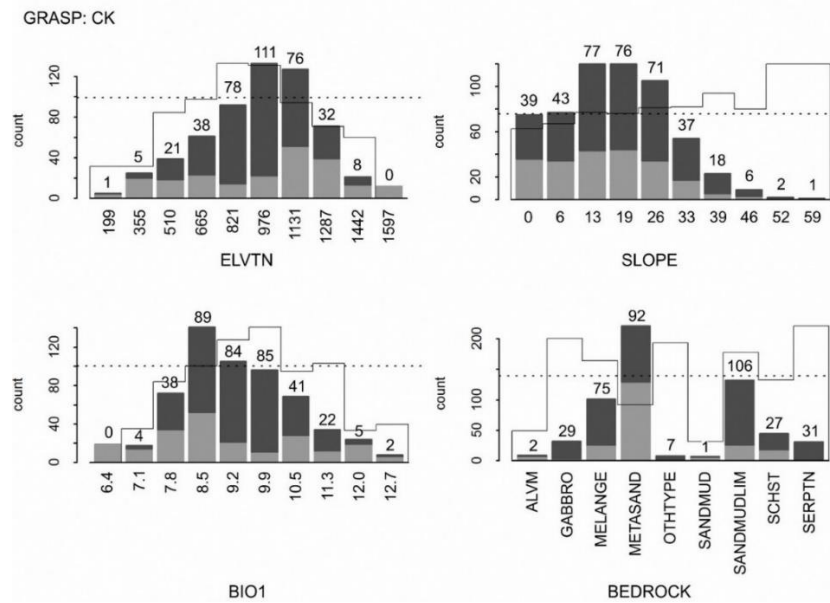 GRASP: CK
count
0 40 80 120
1 5 21 38 78 111 76 32 8 0
199 355 510 665 821 976 1131 1287 1442 1597
ELVTN
count
0 20 60 100
39 43 77 76 71 37 18 6 2 1
0 6 13 19 26 33 39 46 52 59
SLOPE
count
0 40 80 120
0 4 38 89 84 85 41 22 5 2
6.4 7.1 7.8 8.5 9.2 9.9 10.5 11.3 12.0 12.7
BIO1
count
0 50 100 200
2 29 75 92 7 1 106 27 31
ALVM GABBRO MELANGE METASAND OTHTYPE SANDMUD SANDMUDLIM SCHST SERPTN
BEDROCK